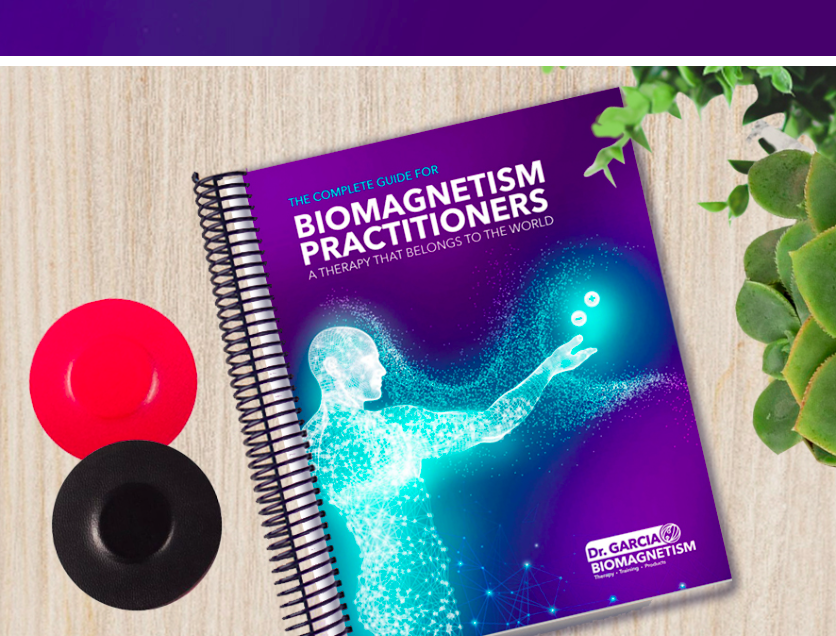 THE COMPLETE GUIDE FOR
BIOMAGNETISM
PRACTITIONERS
A THERAPY THAT BELONGS TO THE WORLD
+
-
Dr. GARCIA
BIOMAGNETISM
Therapy • Training • Products